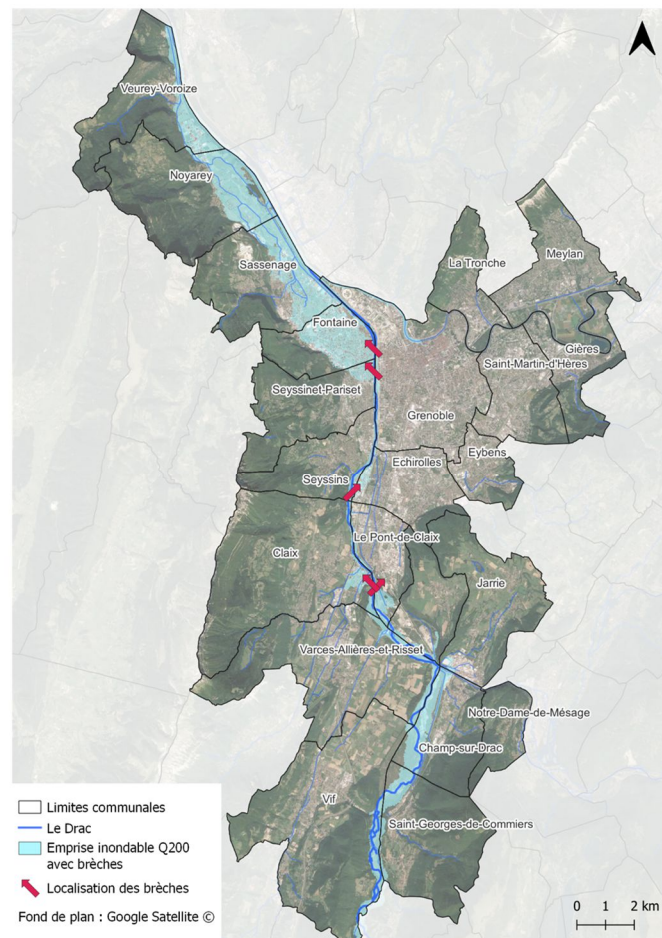 Veurey-Voroize
Noyarey
Meylan
La Tronche
Sassenage
Fontaine
Gières
Saint-Martin-d'Hères
Seyssinet-Pariset
Grenoble
Eybens
Echirolles
Seyssins
Le Pont-de-Claix
Claix
Jarrie
Varces-Allières-et-Risset
Notre-Dame-de-Mésage
Champ-sur-Drac
Vif
Saint-Georges-de-Commiers
Limites communales
Le Drac
Emprise inondable Q200
avec brèches
Localisation des brèches
Fond de plan : Google Satellite ©
0 1 2 km